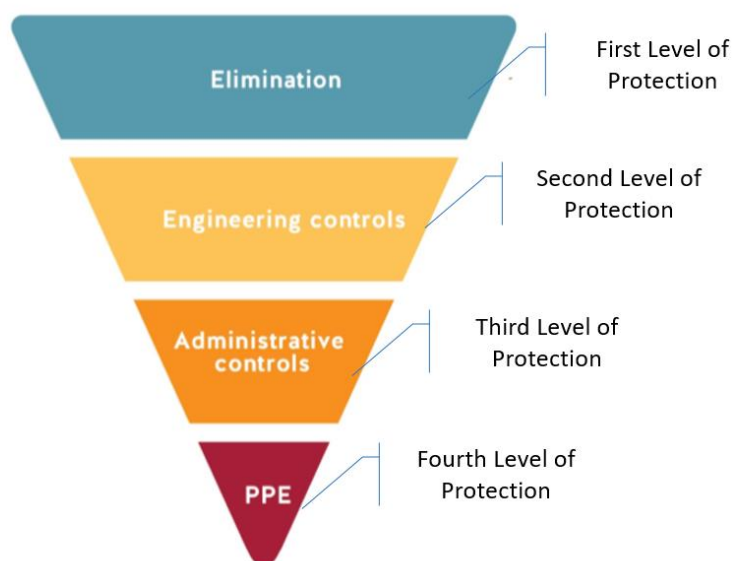 Elimination
First Level of
Protection
Engineering controls
Second Level of
Protection
Administrative
controls
Third Level of
Protection
PPE
Fourth Level of
Protection